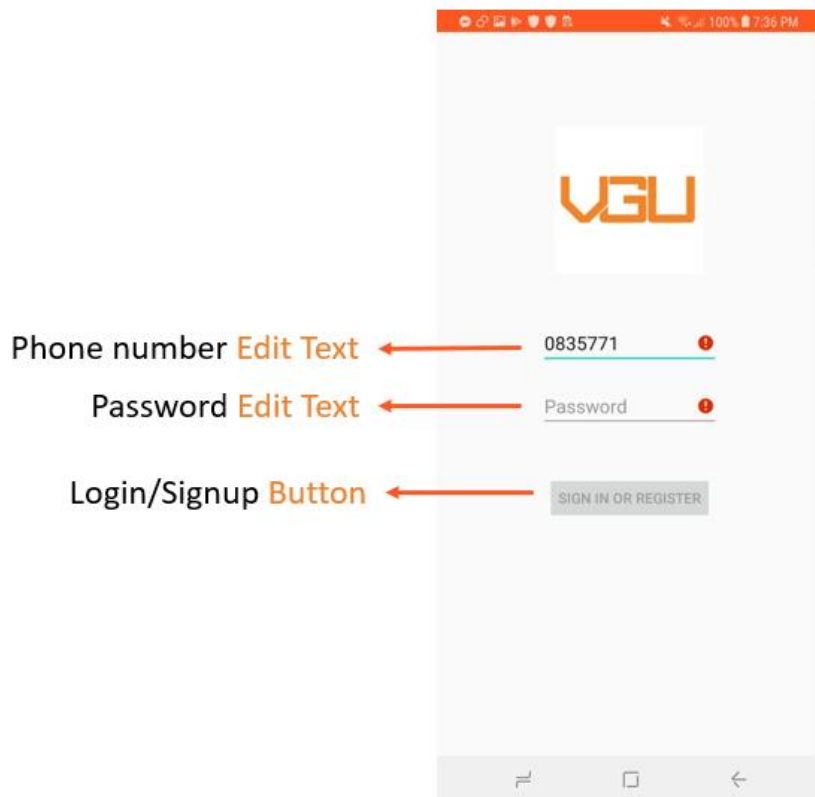 100% 7:36 PM
VGU
Phone number Edit Text
0835771
Password Edit Text
Password
Login/Signup Button
SIGN IN OR REGISTER